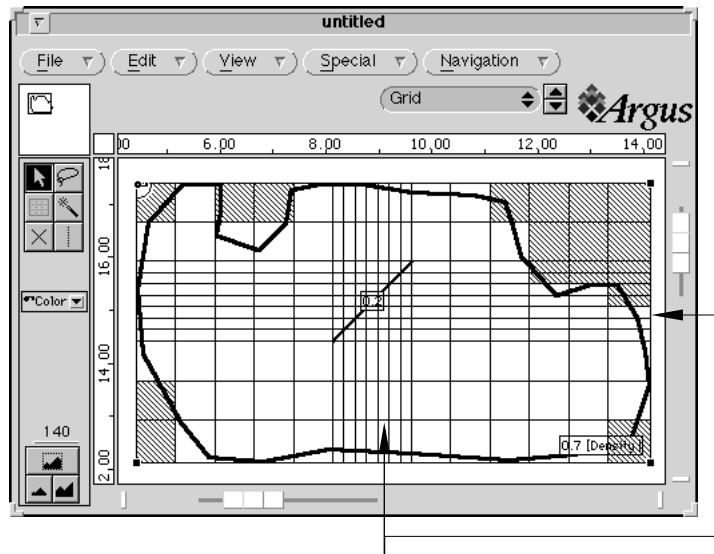 untitled
File Edit View Special Navigation
Grid
Argus
00 6.00 8.00 10.00 12.00 14.00
18
16.00
14.00
2.00
Color
140
0.2
0.7 [Density]